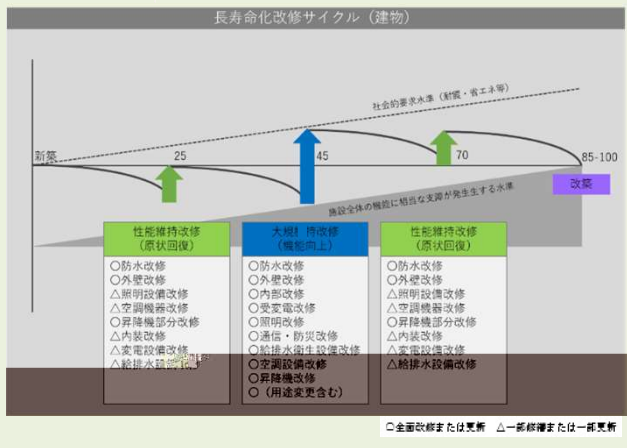 長寿命化改修サイクル（建物）
社会的要求水準（耐震・省エネ等）
新築
25
45
70
85-100
改築
施設全体の機能に相当な支障が発生生する水準
性能維持改修
（原状回復）
○防水改修
○外壁改修
△照明設備改修
△空調機器改修
○昇降機部分改修
△内装改修
△変電設備改修
△給排水設
大規 持改修
（機能向上）
○防水改修
○外壁改修
○内部改修
○受変電改修
○照明改修
○通信・防災改修
○給排水衛生設備改修
○空調設備改修
○昇降機改修
○（用途変更含む）
性能維持改修
（原状回復）
○防水改修
○外壁改修
△照明設備改修
△空調機器改修
○昇降機部分改修
△内装改修
△変電設備改修
△給排水設備改修
○全面改修または更新　△一部修繕または一部更新